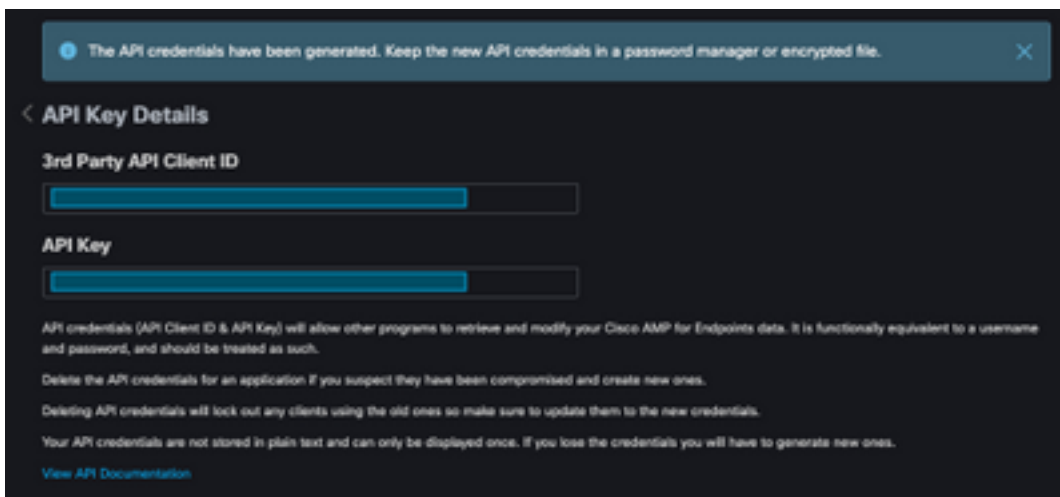 The API credentials have been generated. Keep the new API credentials in a password manager or encrypted file.
API Key Details
3rd Party API Client ID
API Key
API credentials (API Client ID & API Key) will allow other programs to retrieve and modify your Cisco AMP for Endpoints data. It is functionally equivalent to a username
and password, and should be treated as such.
Delete the API credentials for an application if you suspect they have been compromised and create new ones.
Deleting API credentials will lock out any clients using the old ones so make sure to update them to the new credentials.
Your API credentials are not stored in plain text and can only be displayed once. If you lose the credentials you will have to generate new ones.
View API Documentation